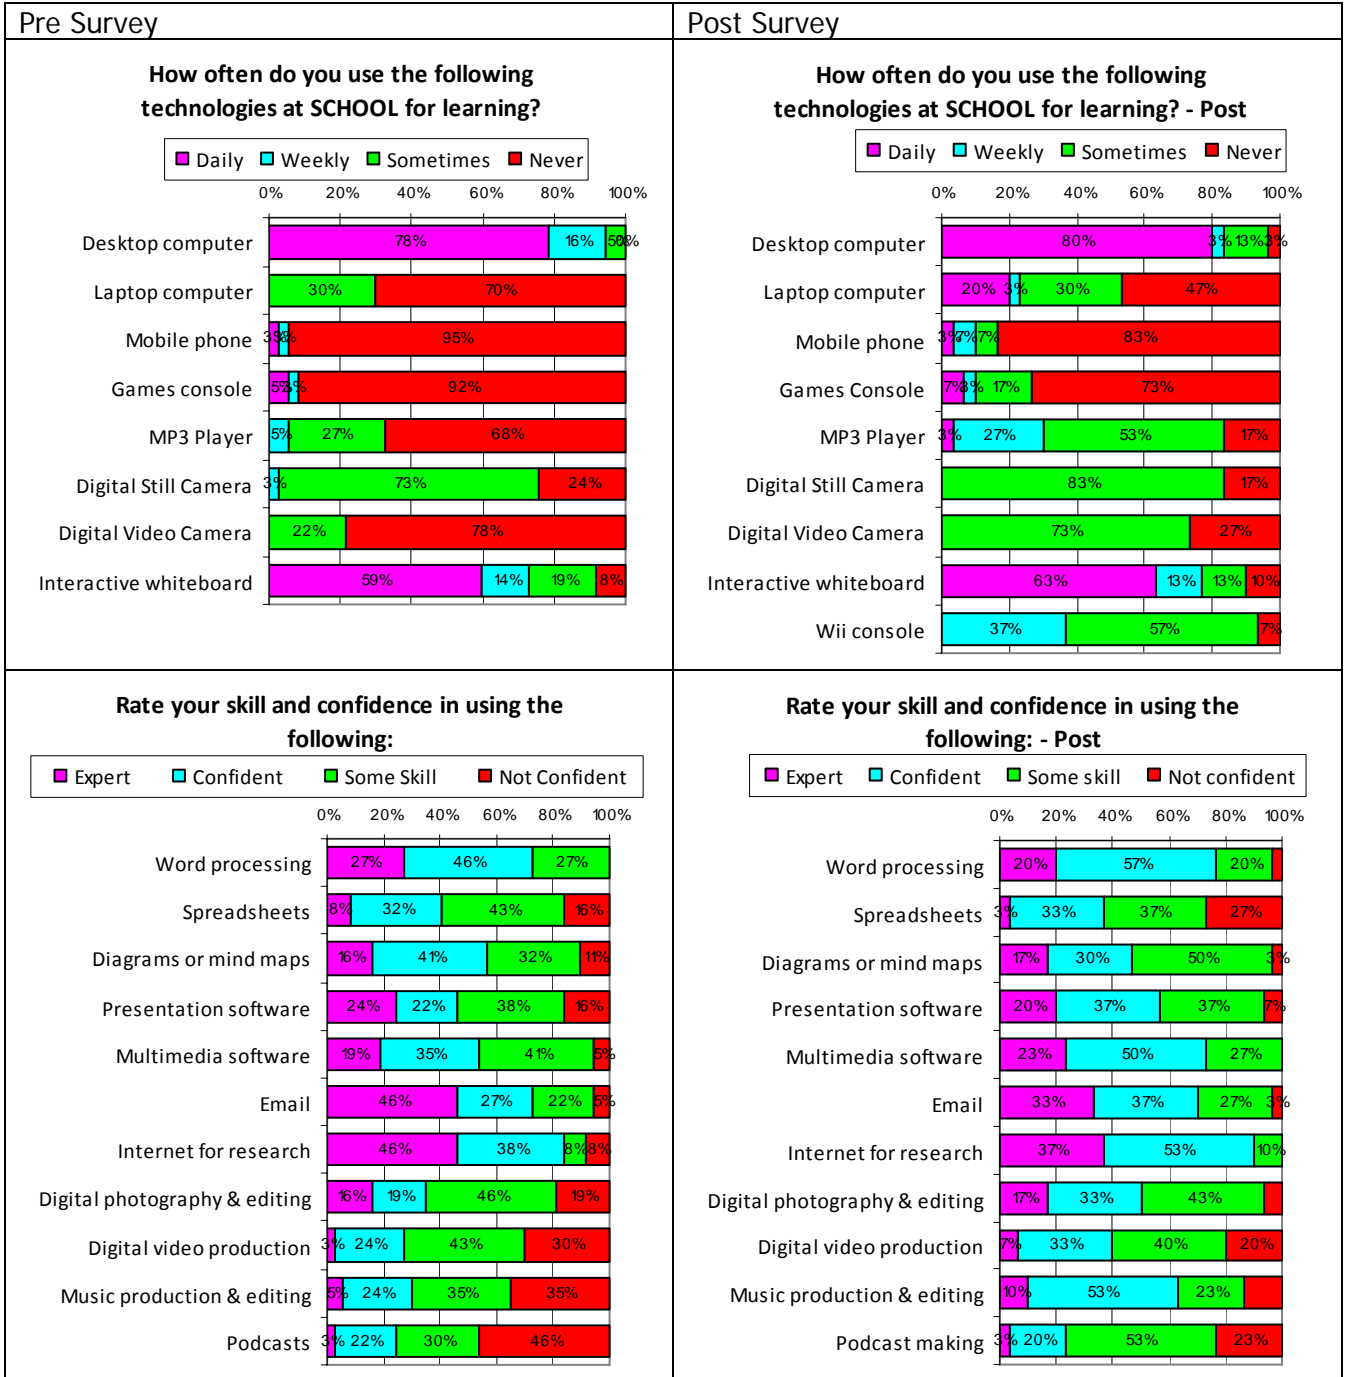 Pre Survey
Post Survey
How often do you use the following
technologies at SCHOOL for learning?
Daily Weekly Sometimes Never
0% 20% 40% 60% 80% 100%
Desktop computer 78% 16% 5% 0%
Laptop computer 30% 70%
Mobile phone 3% 95%
Games console 5% 3% 92%
MP3 Player 5% 27% 68%
Digital Still Camera 3% 73% 24%
Digital Video Camera 22% 78%
Interactive whiteboard 59% 14% 19% 8%
How often do you use the following
technologies at SCHOOL for learning? - Post
Daily Weekly Sometimes Never
0% 20% 40% 60% 80% 100%
Desktop computer 80% 3% 13% 3%
Laptop computer 20% 3% 30% 47%
Mobile phone 3% 7% 7% 83%
Games Console 7% 3% 17% 73%
MP3 Player 3% 27% 53% 17%
Digital Still Camera 83% 17%
Digital Video Camera 73% 27%
Interactive whiteboard 63% 13% 13% 10%
Wii console 37% 57% 7%
Rate your skill and confidence in using the
following:
Expert Confident Some Skill Not Confident
0% 20% 40% 60% 80% 100%
Word processing 27% 46% 27%
Spreadsheets 8% 32% 43% 16%
Diagrams or mind maps 16% 41% 32% 11%
Presentation software 24% 22% 38% 16%
Multimedia software 19% 35% 41% 5%
Email 46% 27% 22% 5%
Internet for research 46% 38% 8% 8%
Digital photography & editing 16% 19% 46% 19%
Digital video production 3% 24% 43% 30%
Music production & editing 5% 24% 35% 35%
Podcasts 3% 22% 30% 46%
Rate your skill and confidence in using the
following: - Post
Expert Confident Some skill Not confident
0% 20% 40% 60% 80% 100%
Word processing 20% 57% 20%
Spreadsheets 3% 33% 37% 27%
Diagrams or mind maps 17% 30% 50% 3%
Presentation software 20% 37% 37% 7%
Multimedia software 23% 50% 27%
Email 33% 37% 27% 3%
Internet for research 37% 53% 10%
Digital photography & editing 17% 33% 43%
Digital video production 7% 33% 40% 20%
Music production & editing 10% 53% 23%
Podcast making 3% 20% 53% 23%